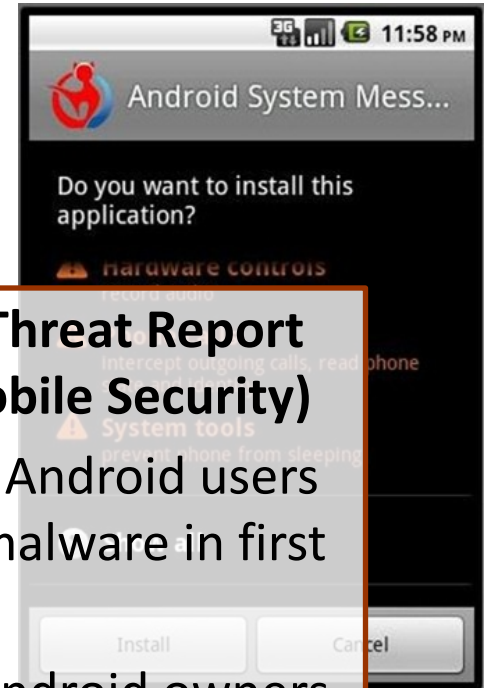 3G 11:58 PM
Android System Mess...
Do you want to install this
application?
Hardware controls
record audio
Threat Report
intercept outgoing calls, read phone
Mobile Security)
System tools
prevent phone from sleeping
Android users
malware in first
Install
Cancel
ndroid owners